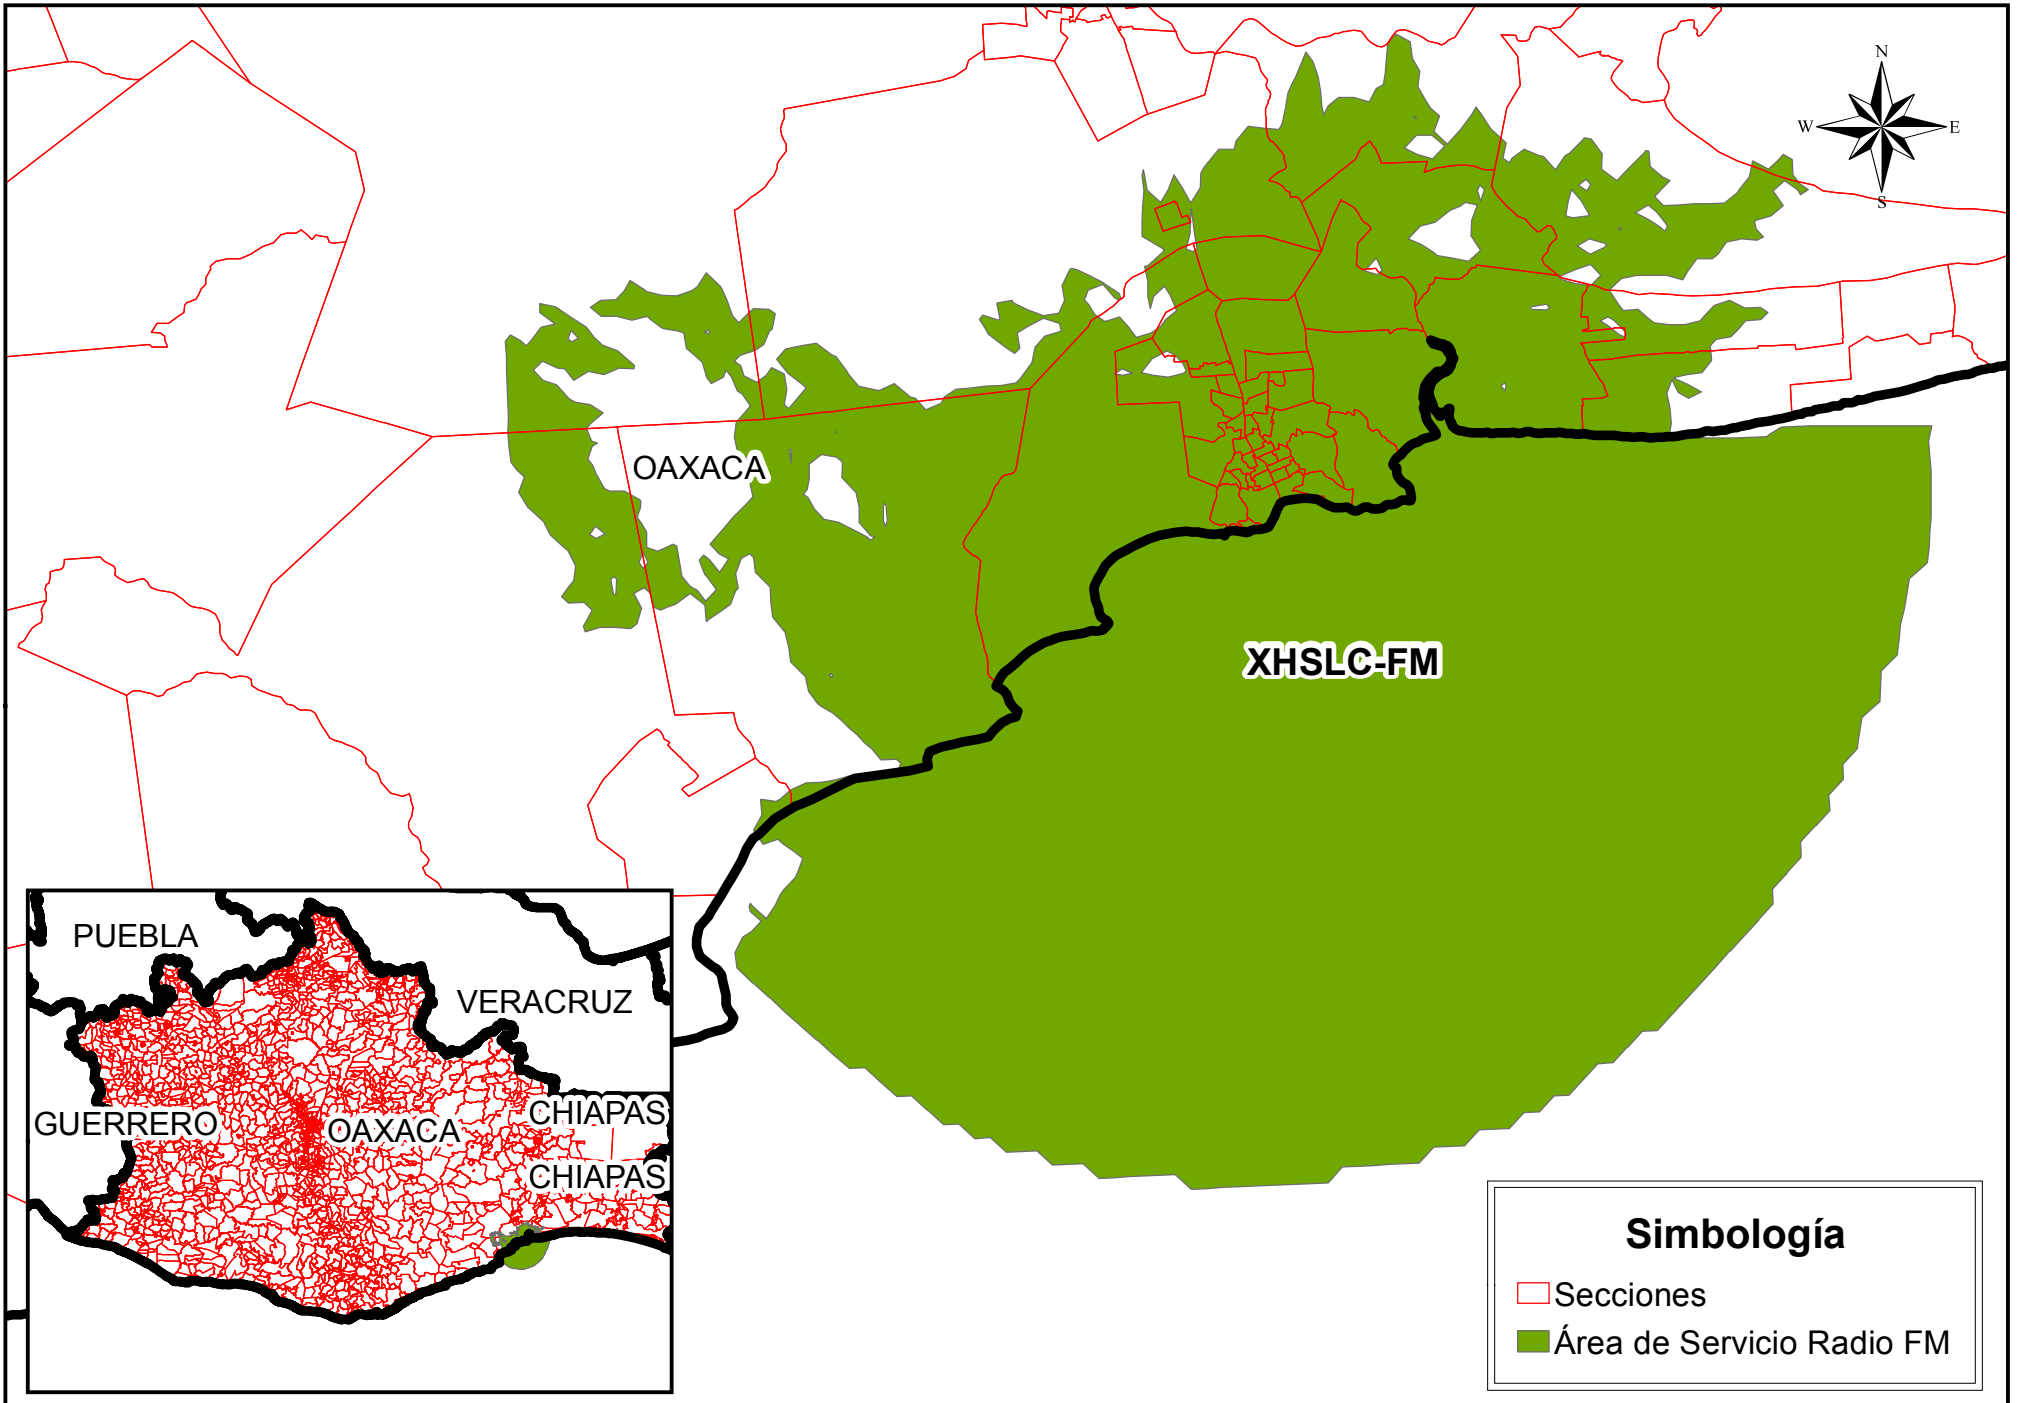 N
W E
S
OAXACA
XHSLC-FM
PUEBLA
VERACRUZ
GUERRERO
OAXACA
CHIAPAS
CHIAPAS
Simbología
Secciones
Área de Servicio Radio FM